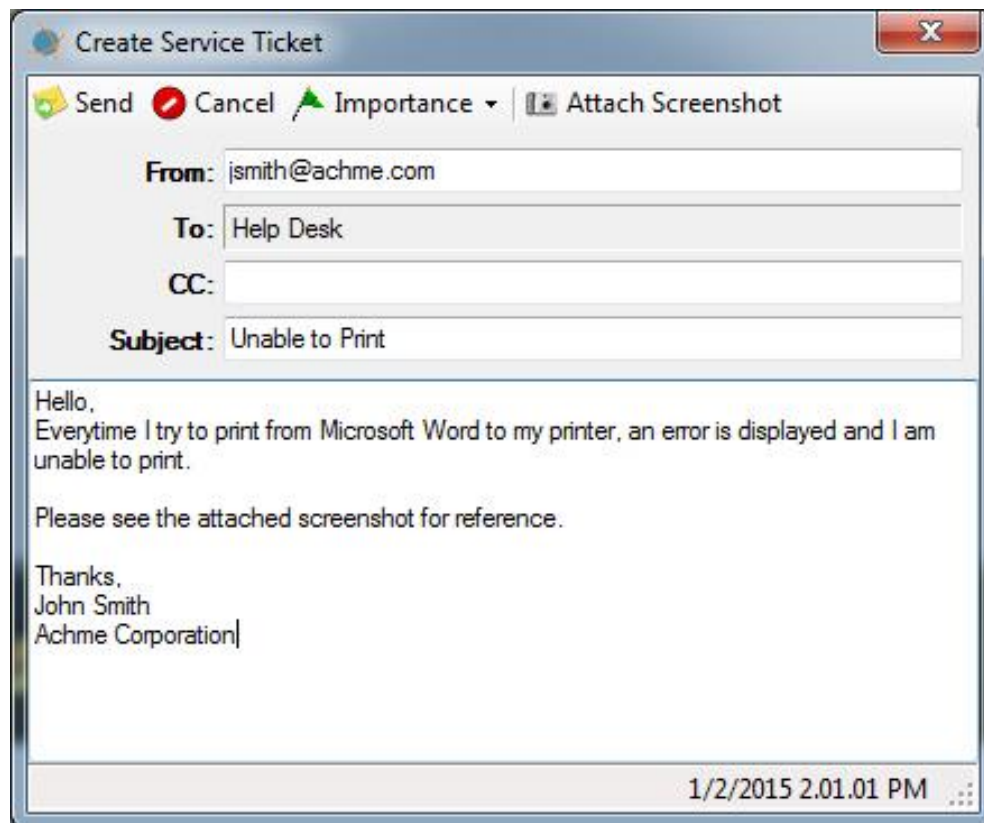 Create Service Ticket
Send Cancel Importance Attach Screenshot
From: jsmith@achme.com
To: Help Desk
CC:
Subject: Unable to Print
Hello,
Everytime I try to print from Microsoft Word to my printer, an error is displayed and I am
unable to print.
Please see the attached screenshot for reference.
Thanks,
John Smith
Achme Corporation
1/2/2015 2.01.01 PM